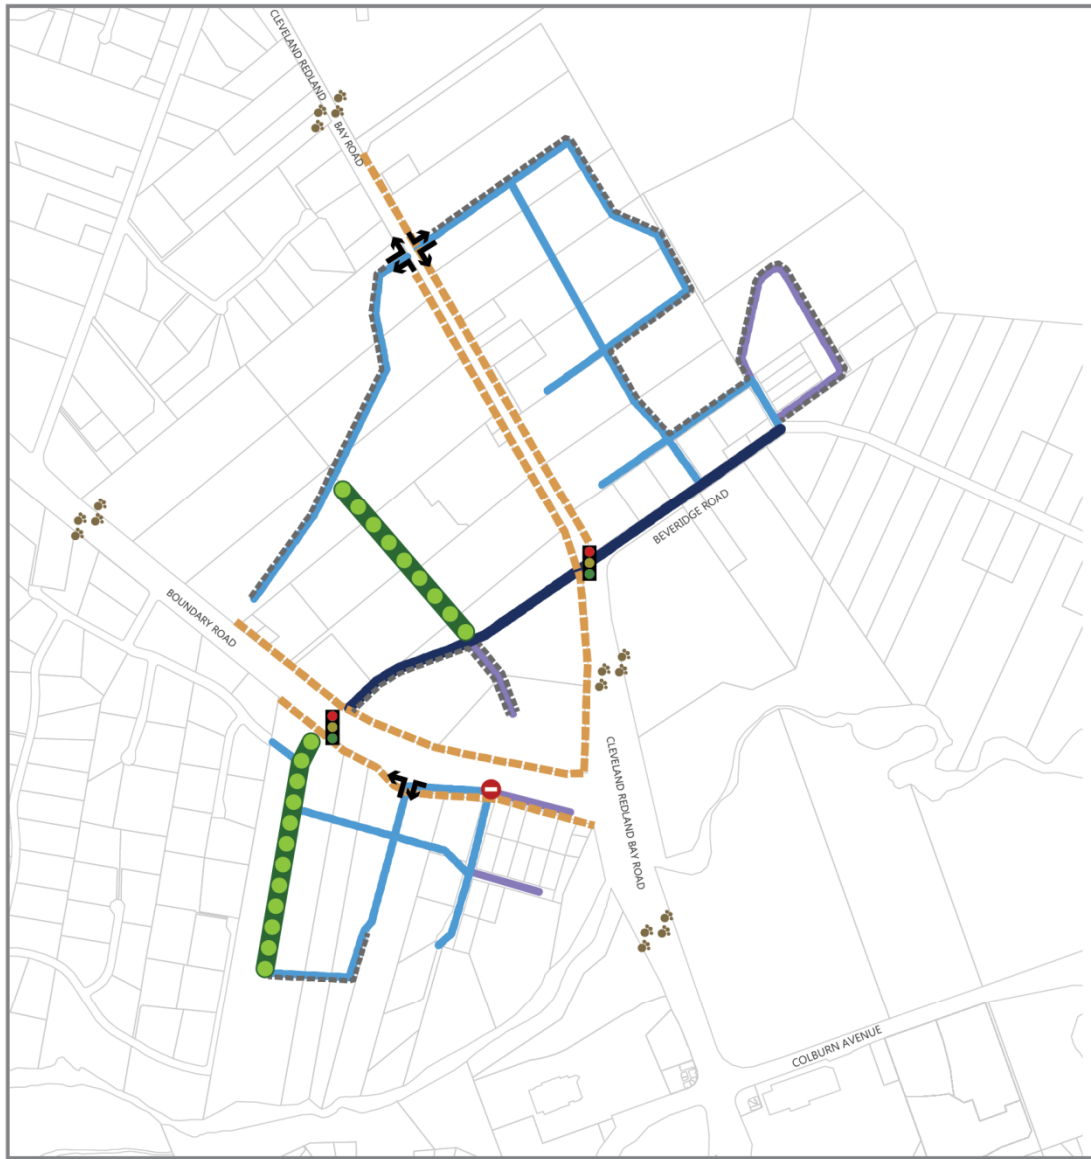 CLEVELAND REDLAND
BAY ROAD
BEVERIDGE ROAD
BOUNDARY ROAD
CLEVELAND REDLAND BAY ROAD
COLBURN AVENUE